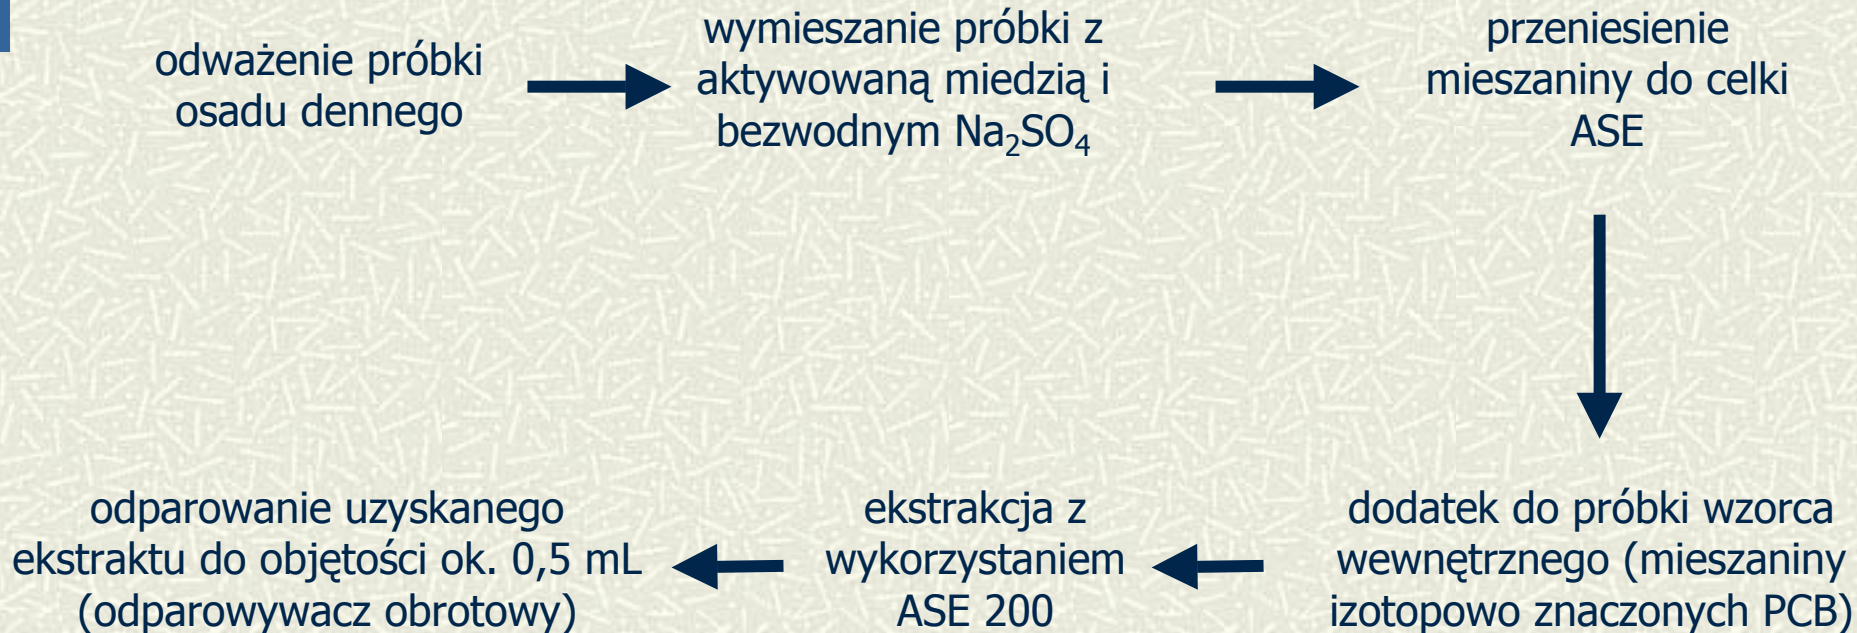 odważenie próbki
osadu dennego
wymieszanie próbki z
aktywowaną miedzią i
bezwodnym Na₂SO₄
przeniesienie
mieszaniny do celki
ASE
dodatek do próbki wzorca
wewnętrznego (mieszaniny
izotopowo znaczonych PCB)
ekstrakcja z
wykorzystaniem
ASE 200
odparowanie uzyskanego
ekstraktu do objętości ok. 0,5 mL
(odparowywacz obrotowy)